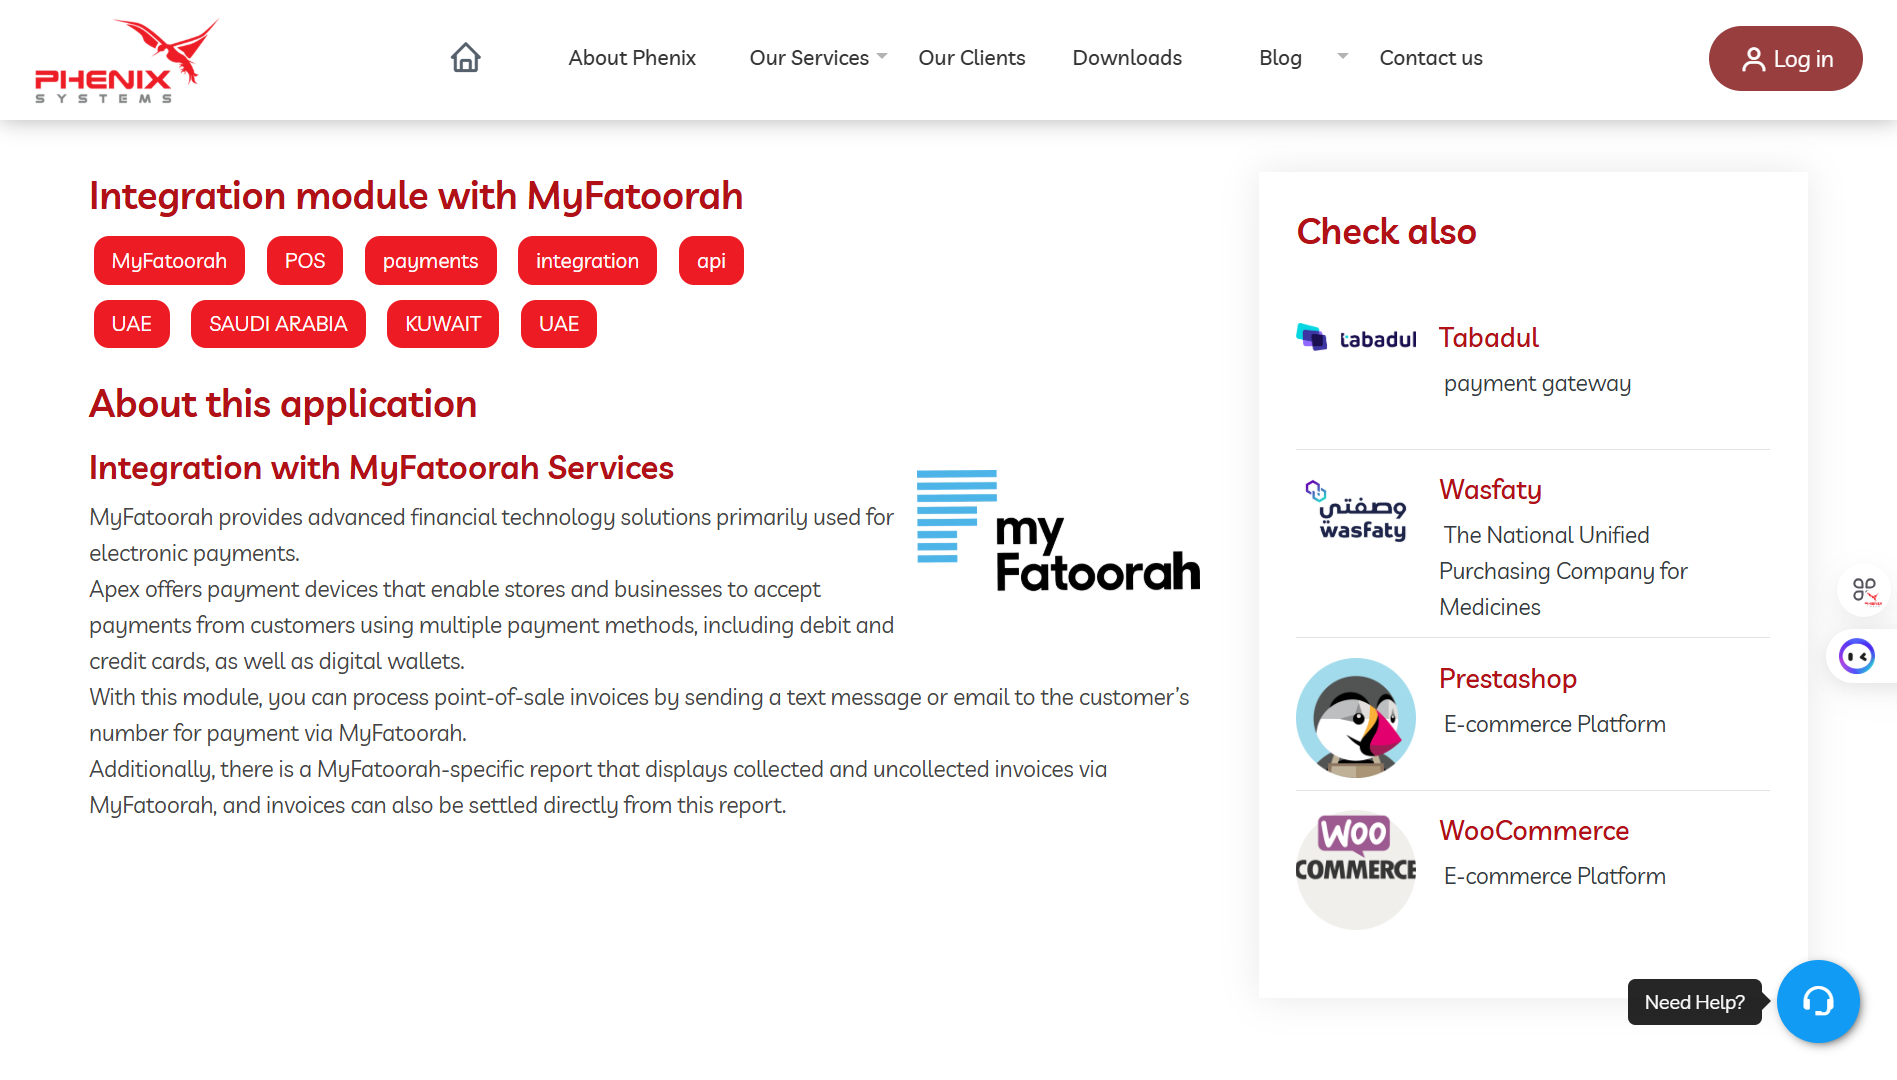 PHENIX
SYSTEMS
About Phenix
Our Services
Our Clients
Downloads
Blog
Contact us
Log in
Integration module with MyFatoorah
MyFatoorah
POS
payments
integration
api
UAE
SAUDI ARABIA
KUWAIT
UAE
About this application
Integration with MyFatoorah Services
MyFatoorah provides advanced financial technology solutions primarily used for
electronic payments.
Apex offers payment devices that enable stores and businesses to accept
payments from customers using multiple payment methods, including debit and
credit cards, as well as digital wallets.
With this module, you can process point-of-sale invoices by sending a text message or email to the customer’s
number for payment via MyFatoorah.
Additionally, there is a MyFatoorah-specific report that displays collected and uncollected invoices via
MyFatoorah, and invoices can also be settled directly from this report.
my
Fatoorah
Check also
tabadul
Tabadul
payment gateway
وصفتي
wasfaty
Wasfaty
The National Unified
Purchasing Company for
Medicines
Prestashop
E-commerce Platform
WOO
COMMERCE
WooCommerce
E-commerce Platform
Need Help?